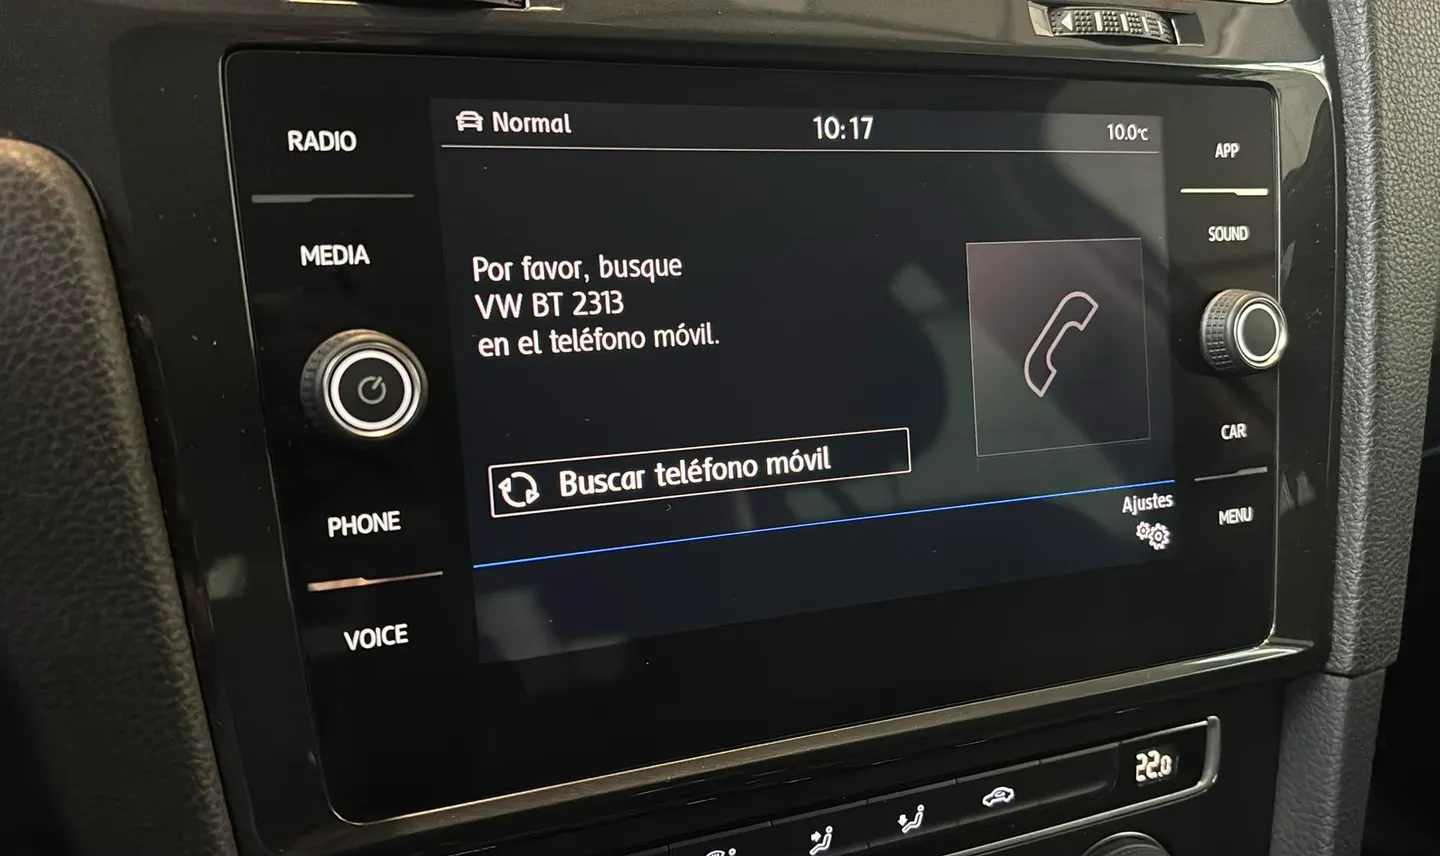 RADIO
MEDIA
PHONE
VOICE
Normal
10:17
10.0°C
Por favor, busque
VW BT 2313
en el teléfono móvil.
Buscar teléfono móvil
Ajustes
APP
SOUND
CAR
MENU
22.0